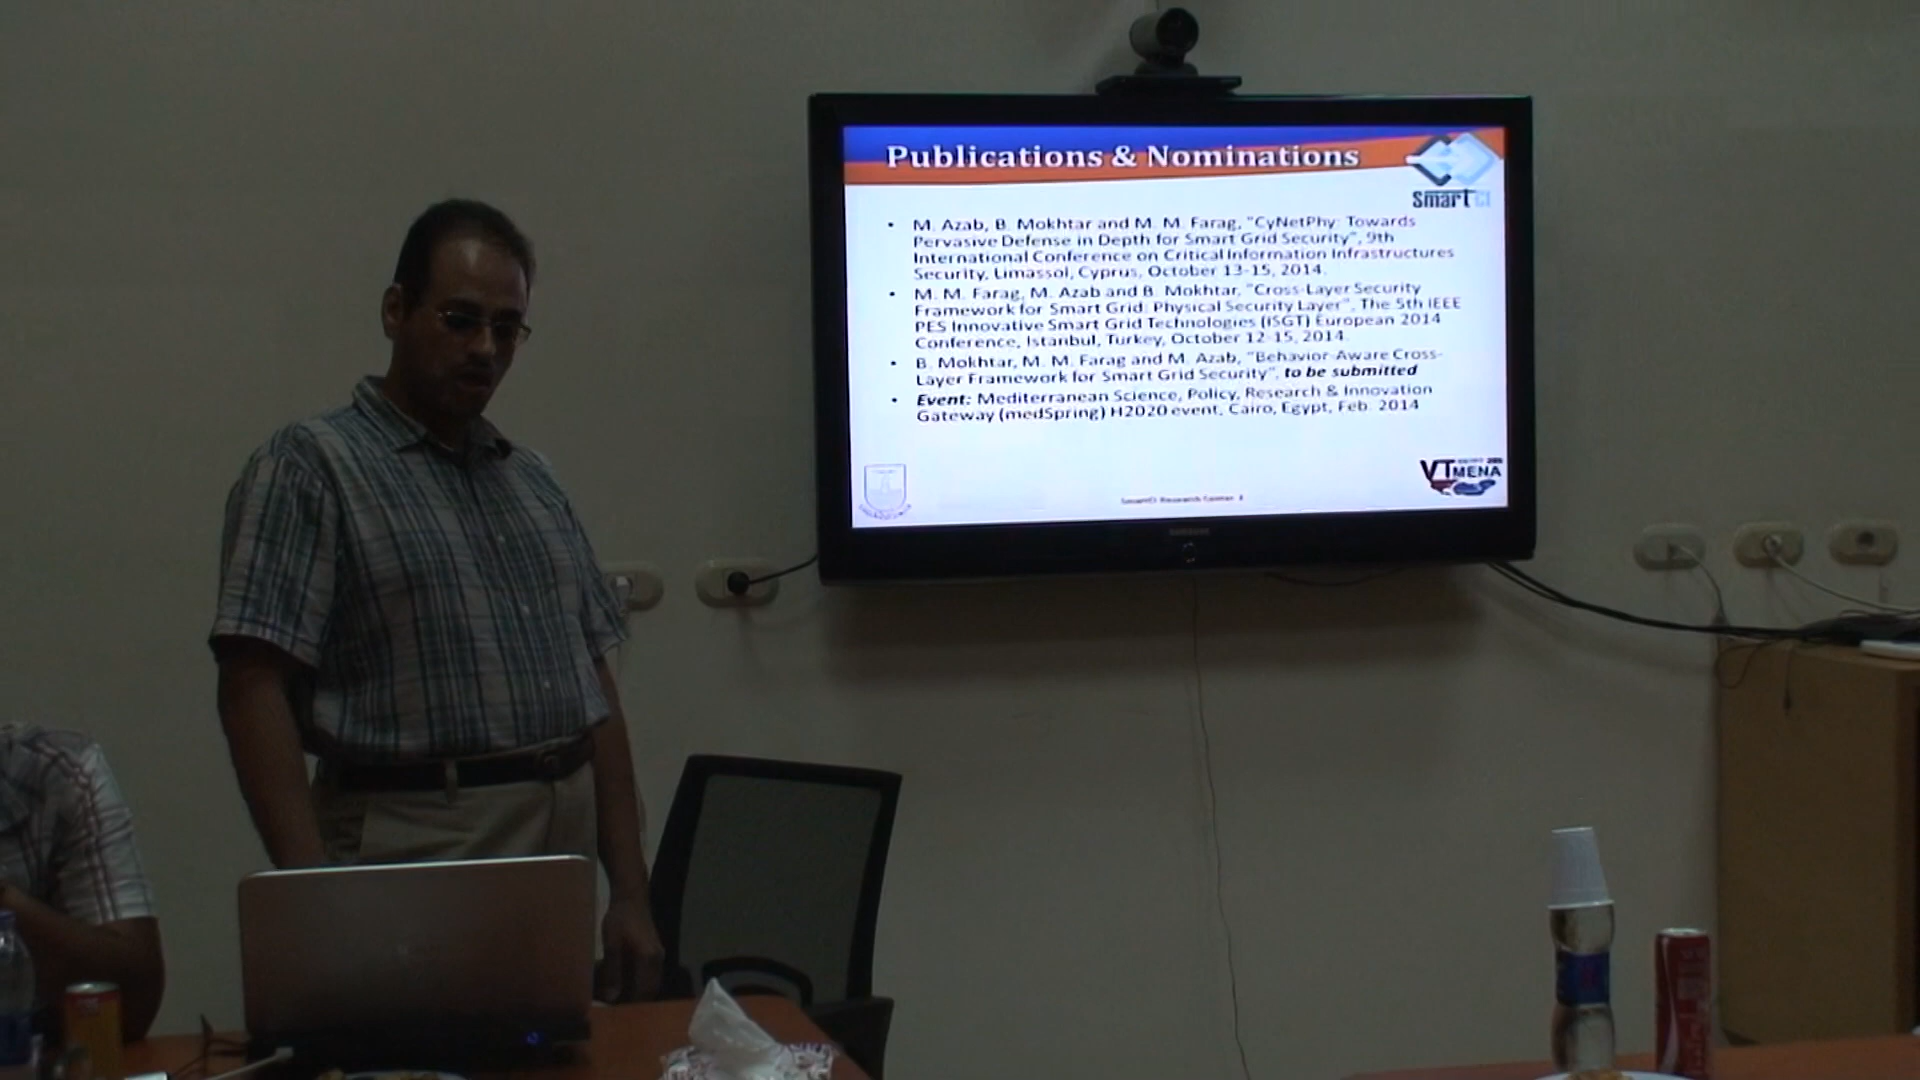 Publications & Nominations
Smart CI
• M. Azab, B. Mokhtar and M. M. Farag, "CyNetPhy: Towards
Pervasive Defense in Depth for Smart Grid Security", 9th
International Conference on Critical Information Infrastructures
Security, Limassol, Cyprus, October 13-15, 2014.
• M. M. Farag, M. Azab and B. Mokhtar, "Cross-Layer Security
Framework for Smart Grid: Physical Security Layer", The 5th IEEE
PES Innovative Smart Grid Technologies (ISGT) European 2014
Conference, Istanbul, Turkey, October 12-15, 2014.
• B. Mokhtar, M. M. Farag and M. Azab, "Behavior-Aware Cross-
Layer Framework for Smart Grid Security", to be submitted
• Event: Mediterranean Science, Policy, Research & Innovation
Gateway (medSpring) H2020 event, Cairo, Egypt, Feb. 2014
VT MENA
SmartCI Research Center 4
SAMSUNG